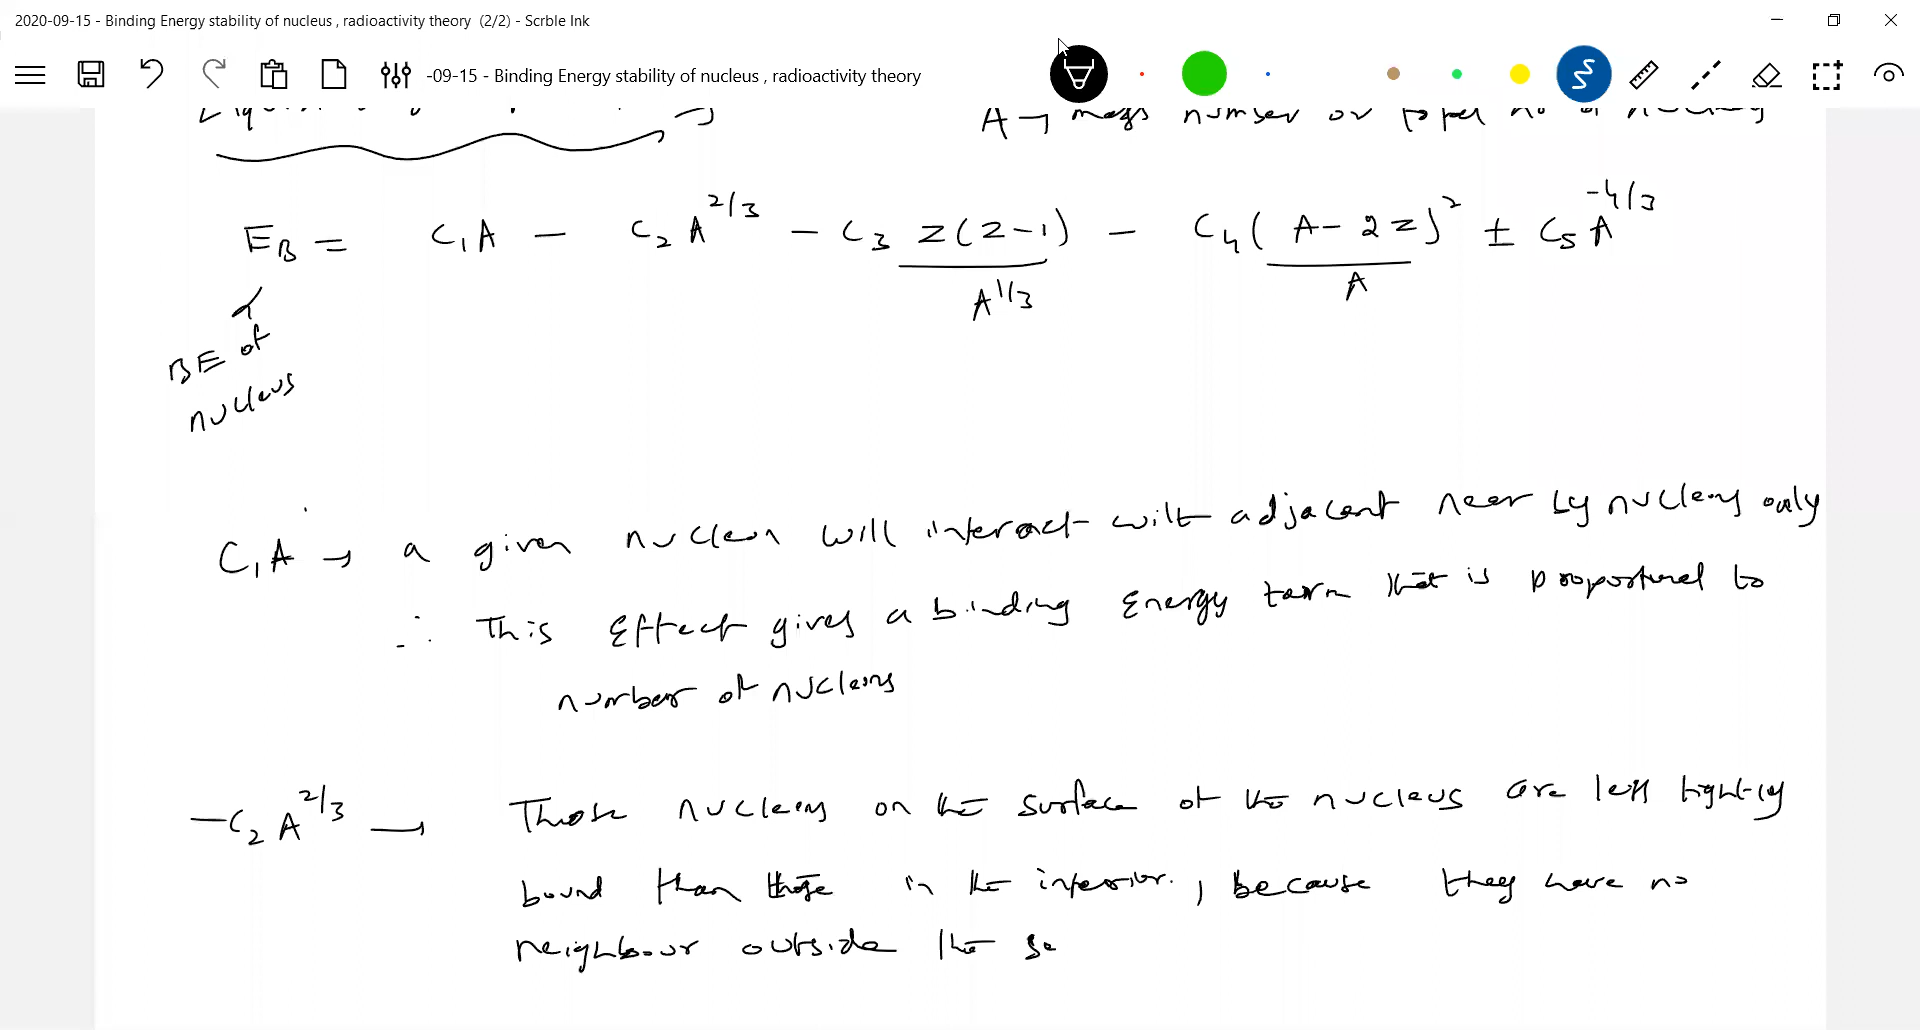 2020-09-15 - Binding Energy stability of nucleus , radioactivity theory (2/2) - Scrble Ink
-09-15 - Binding Energy stability of nucleus , radioactivity theory
A → mass number or total no of
E_B = C₁A - C₂A^2/3 - C₃ Z(Z-1)/A^1/3 - C₄(A-2Z)²/A ± C₅A^-4/3
BE of
nucleus
C₁A → a given nucleon will interact with adjacent near by nucleons only
∴ This Effect gives a binding Energy term that is proportional to
number of nucleons
-C₂A^2/3 → Those nucleons on the surface of the nucleus are less tightly
bound than those in the interior, because they have no
neighbour outside the se